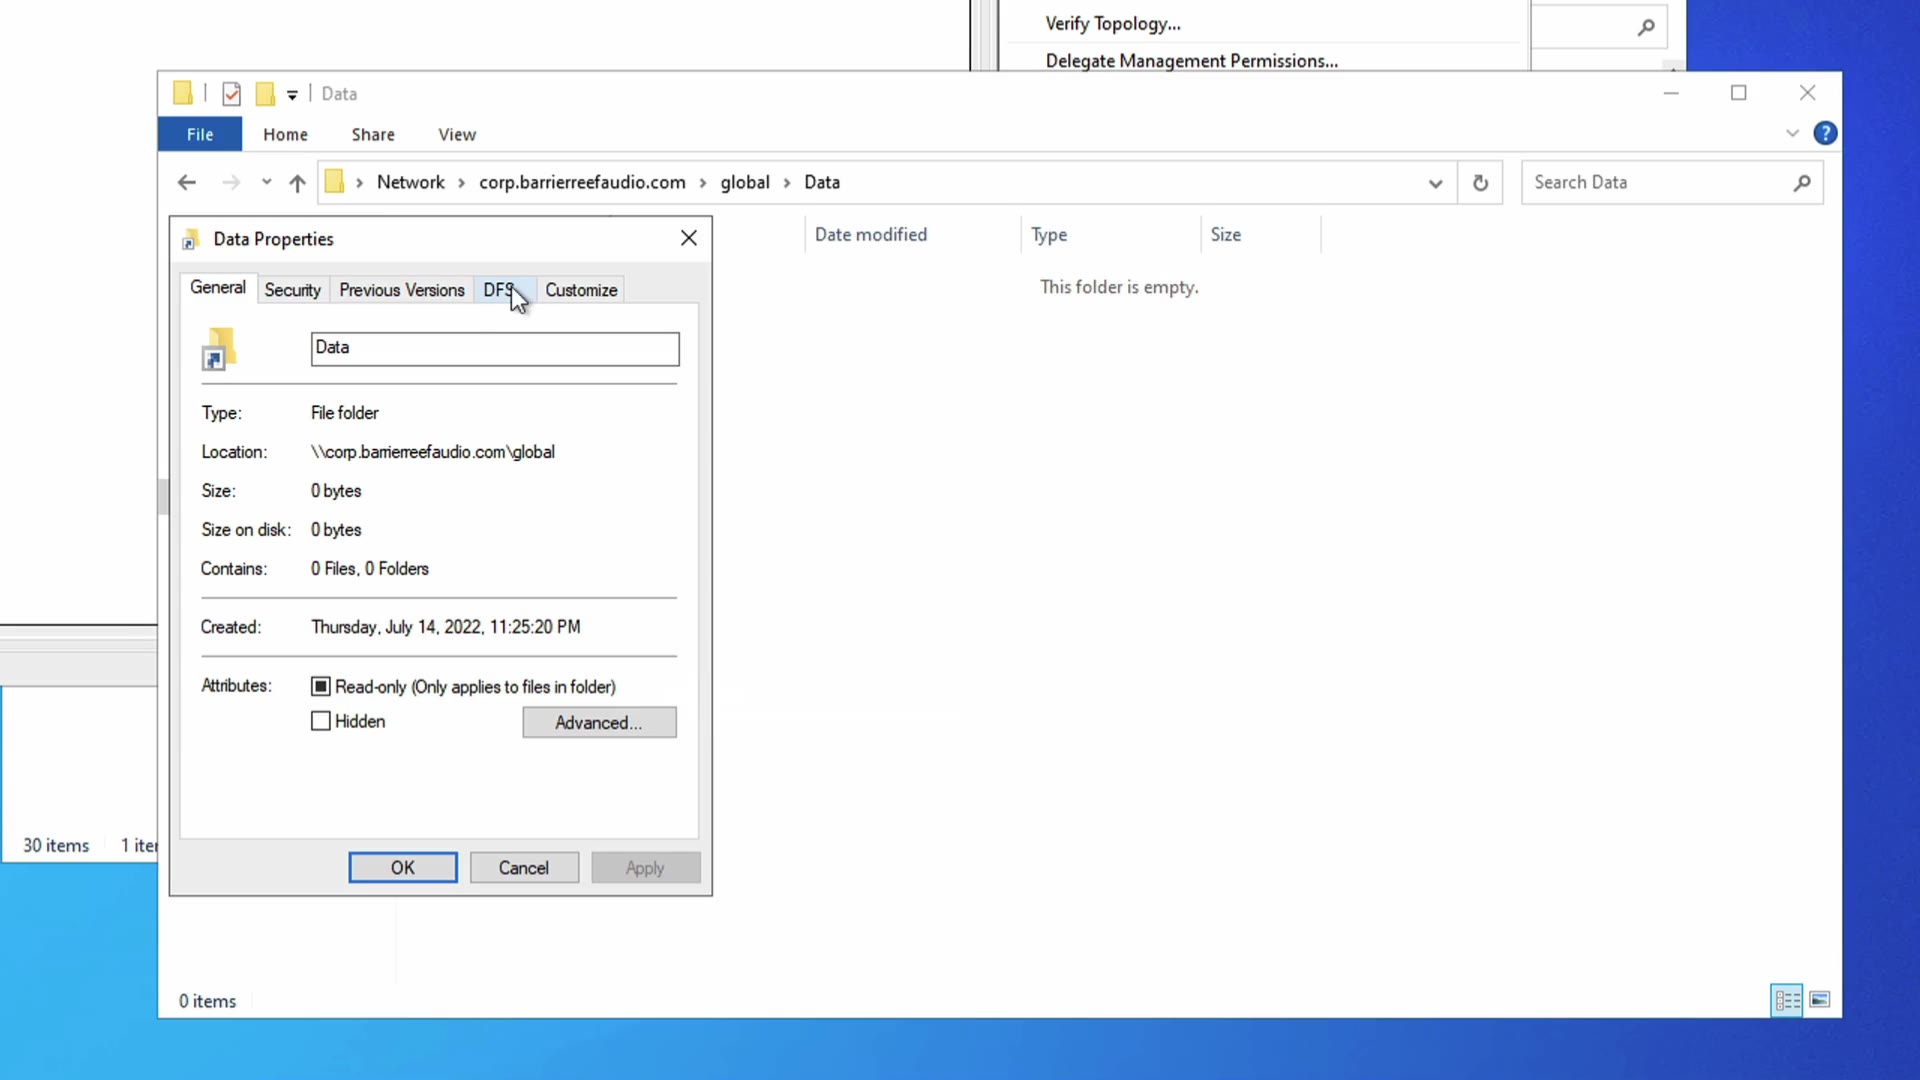 Verify Topology...
Delegate Management Permissions...
Data
File Home Share View
Network corp.barrierreefaudio.com global Data
Search Data
Data Properties
Date modified Type Size
General Security Previous Versions DFS Customize
This folder is empty.
Data
Type: File folder
Location: \\corp.barrierreefaudio.com\global
Size: 0 bytes
Size on disk: 0 bytes
Contains: 0 Files, 0 Folders
Created: Thursday, July 14, 2022, 11:25:20 PM
Attributes: Read-only (Only applies to files in folder)
Hidden Advanced...
30 items 1
OK Cancel Apply
0 items